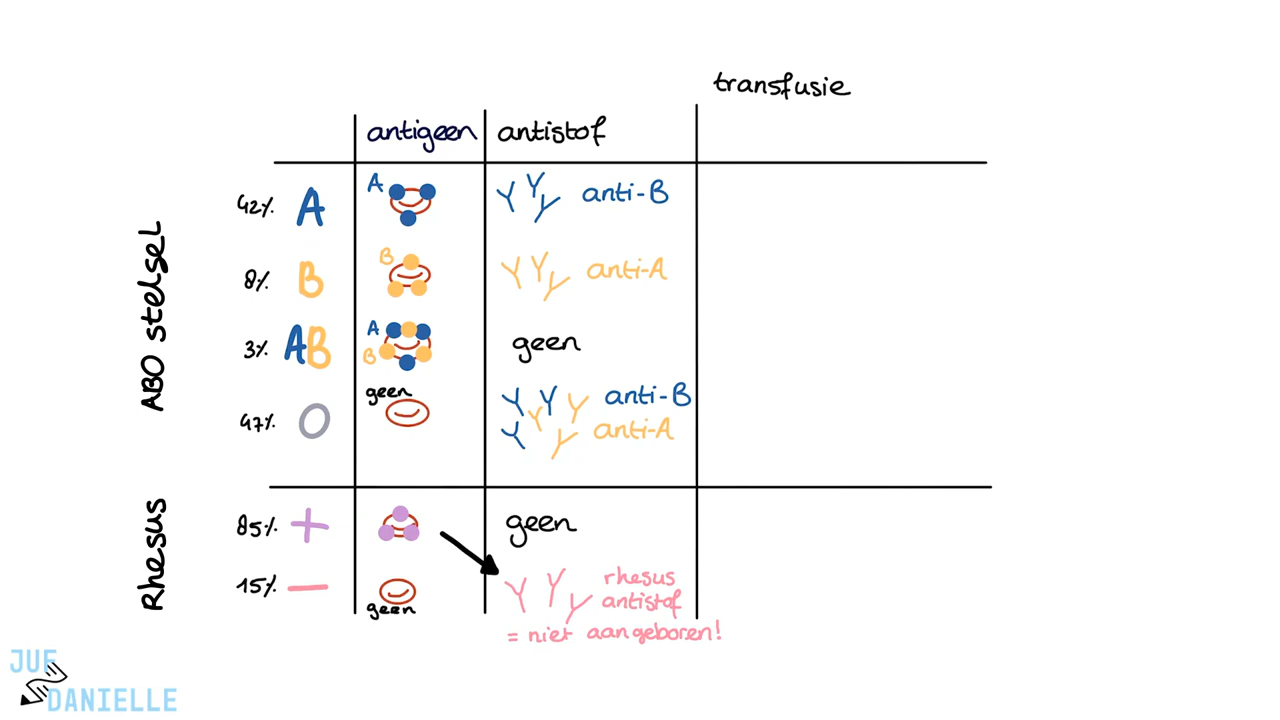 transfusie
antigeen antistof
ABO stelsel
42% A A anti-B
8% B B anti-A
3% AB A B geen
47% O geen anti-B
anti-A
Rhesus
85% + geen
15% - geen rhesus
antistof
= niet aangeboren!
JUF
DANIELLE